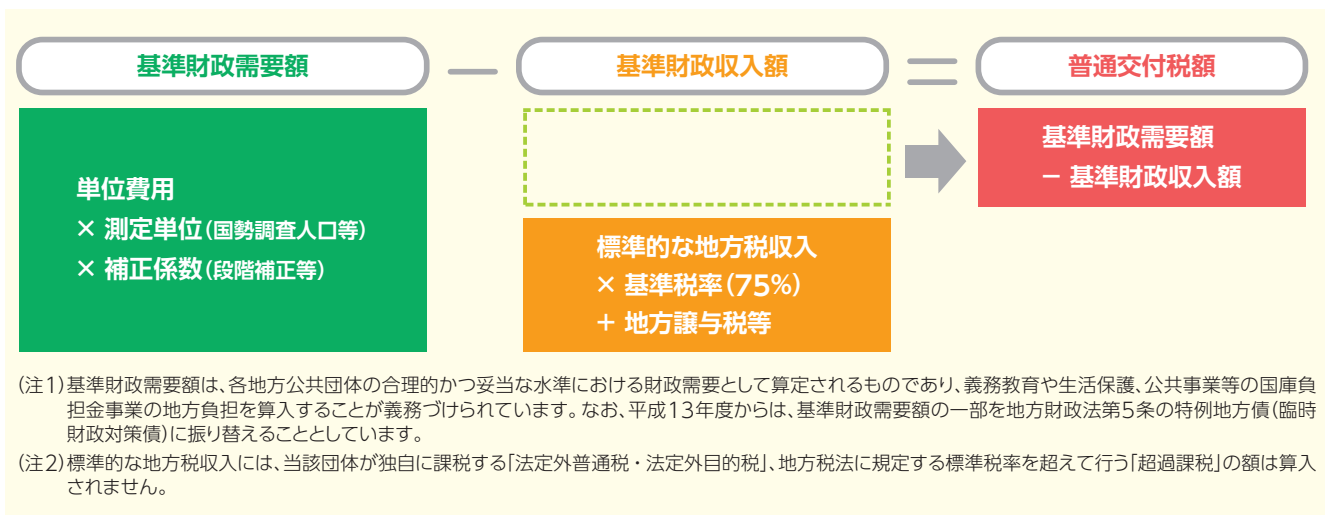 基準財政需要額 － 基準財政収入額 ＝ 普通交付税額
単位費用
× 測定単位(国勢調査人口等)
× 補正係数(段階補正等)
標準的な地方税収入
× 基準税率(75%)
＋ 地方譲与税等
基準財政需要額
－ 基準財政収入額
(注1)基準財政需要額は、各地方公共団体の合理的かつ妥当な水準における財政需要として算定されるものであり、義務教育や生活保護、公共事業等の国庫負
担金事業の地方負担を算入することが義務づけられています。なお、平成13年度からは、基準財政需要額の一部を地方財政法第5条の特例地方債(臨時
財政対策債)に振り替えることとしています。
(注2)標準的な地方税収入には、当該団体が独自に課税する「法定外普通税・法定外目的税」、地方税法に規定する標準税率を超えて行う「超過課税」の額は算入
されません。